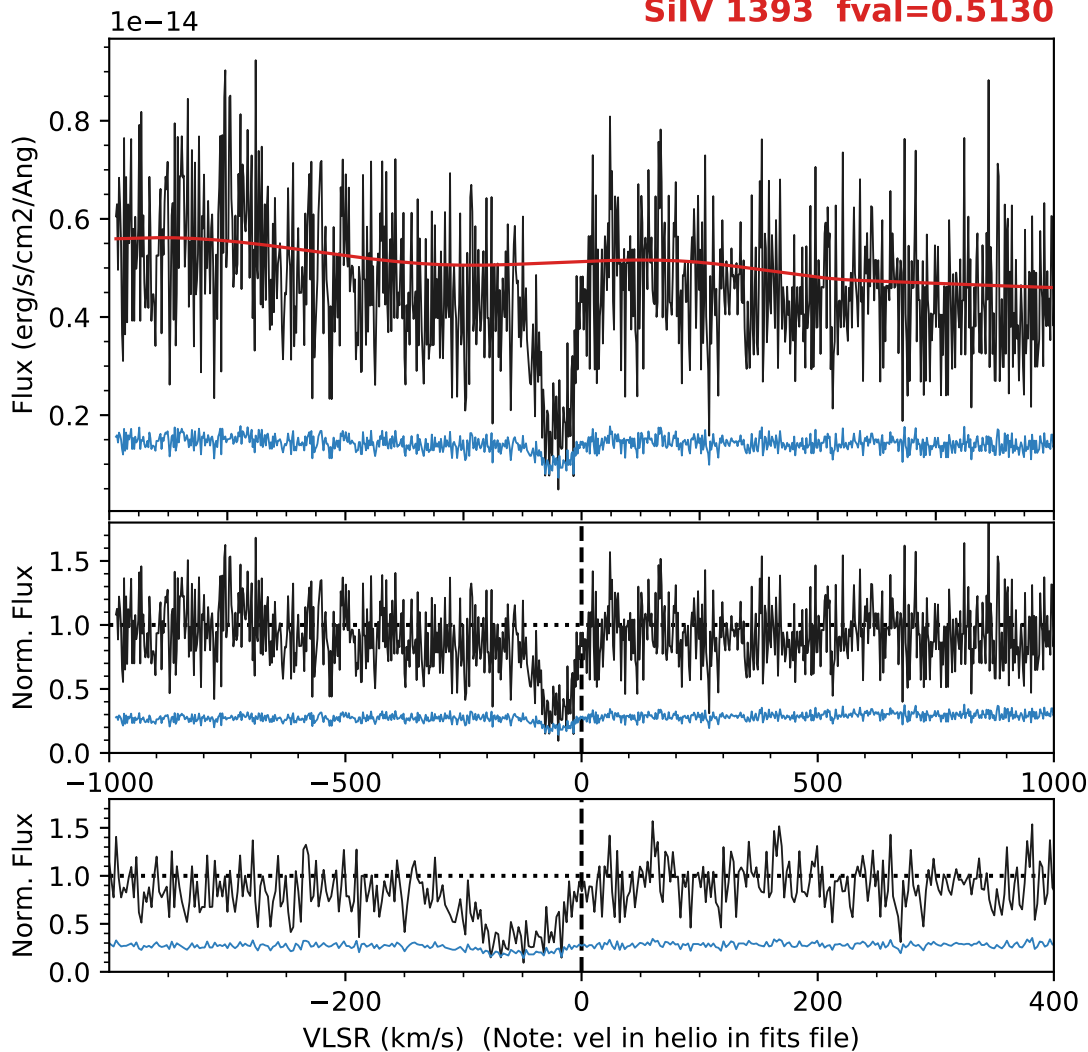 SiIV 1393 fval=0.5130
1e−14
0.8
0.6
0.4
0.2
Flux (erg/s/cm2/Ang)
1.5
1.0
0.5
0.0
Norm. Flux
−1000 −500 0 500 1000
1.5
1.0
0.5
0.0
Norm. Flux
−200 0 200 400
VLSR (km/s) (Note: vel in helio in fits file)